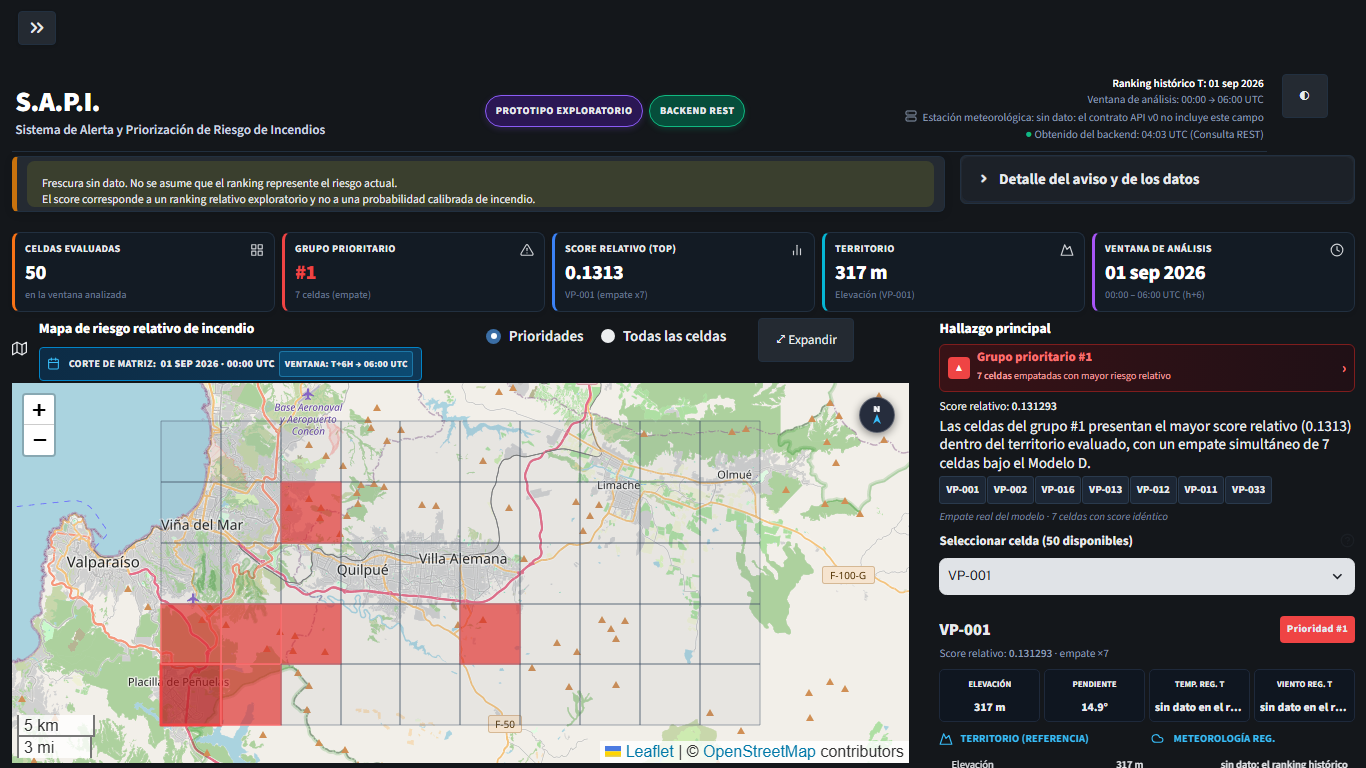 Ranking histórico T: 01 sep 2026
S.A.P.I.
Sistema de Alerta y Priorización de Riesgo de Incendios
PROTOTIPO EXPLORATORIO
BACKEND REST
Ventana de análisis: 00:00 → 06:00 UTC
Estación meteorológica: sin dato: el contrato API v0 no incluye este campo
Obtenido del backend: 04:03 UTC (Consulta REST)
Frescura sin dato. No se asume que el ranking represente el riesgo actual.
El score corresponde a un ranking relativo exploratorio y no a una probabilidad calibrada de incendio.
Detalle del aviso y de los datos
CELDAS EVALUADAS
50
en la ventana analizada
GRUPO PRIORITARIO
#1
7 celdas (empate)
SCORE RELATIVO (TOP)
0.1313
VP-001 (empate x7)
TERRITORIO
317 m
Elevación (VP-001)
VENTANA DE ANÁLISIS
01 sep 2026
00:00 – 06:00 UTC (h+6)
Mapa de riesgo relativo de incendio
CORTE DE MATRIZ: 01 SEP 2026 · 00:00 UTC
VENTANA: T+6H → 06:00 UTC
Prioridades
Todas las celdas
⤢ Expandir
+
−
N
Base Aeronaval
y Aeropuerto
Concón
Olmué
Limache
Viña del Mar
Valparaíso
Villa Alemana
Quilpué
F-100-G
Placilla de Peñuelas
F-50
5 km
3 mi
Leaflet | © OpenStreetMap contributors
Hallazgo principal
Grupo prioritario #1
7 celdas empatadas con mayor riesgo relativo
Score relativo: 0.131293
Las celdas del grupo #1 presentan el mayor score relativo (0.1313)
dentro del territorio evaluado, con un empate simultáneo de 7
celdas bajo el Modelo D.
VP-001 VP-002 VP-016 VP-013 VP-012 VP-011 VP-033
Empate real del modelo · 7 celdas con score idéntico
Seleccionar celda (50 disponibles)
VP-001
VP-001
Prioridad #1
Score relativo: 0.131293 · empate ×7
ELEVACIÓN
317 m
PENDIENTE
14.9°
TEMP. REG. T
sin dato en el r...
VIENTO REG. T
sin dato en el r...
TERRITORIO (REFERENCIA)
METEOROLOGÍA REG.
Elevación
317 m
sin dato: el ranking histórico